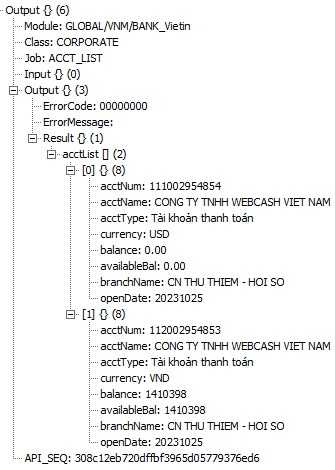 Output {} (6)
Module: GLOBAL/VNM/BANK_Vietin
Class: CORPORATE
Job: ACCT_LIST
Input {} (0)
Output {} (3)
ErrorCode: 00000000
ErrorMessage:
Result {} (1)
acctList [] (2)
[0] {} (8)
acctNum: 111002954854
acctName: CONG TY TNHH WEBCASH VIET NAM
acctType: Tài khoản thanh toán
currency: USD
balance: 0.00
availableBal: 0.00
branchName: CN THU THIEM - HOI SO
openDate: 20231025
[1] {} (8)
acctNum: 112002954853
acctName: CONG TY TNHH WEBCASH VIET NAM
acctType: Tài khoản thanh toán
currency: VND
balance: 1410398
availableBal: 1410398
branchName: CN THU THIEM - HOI SO
openDate: 20231025
API_SEQ: 308c12eb720dffbf3965d05779376ed6